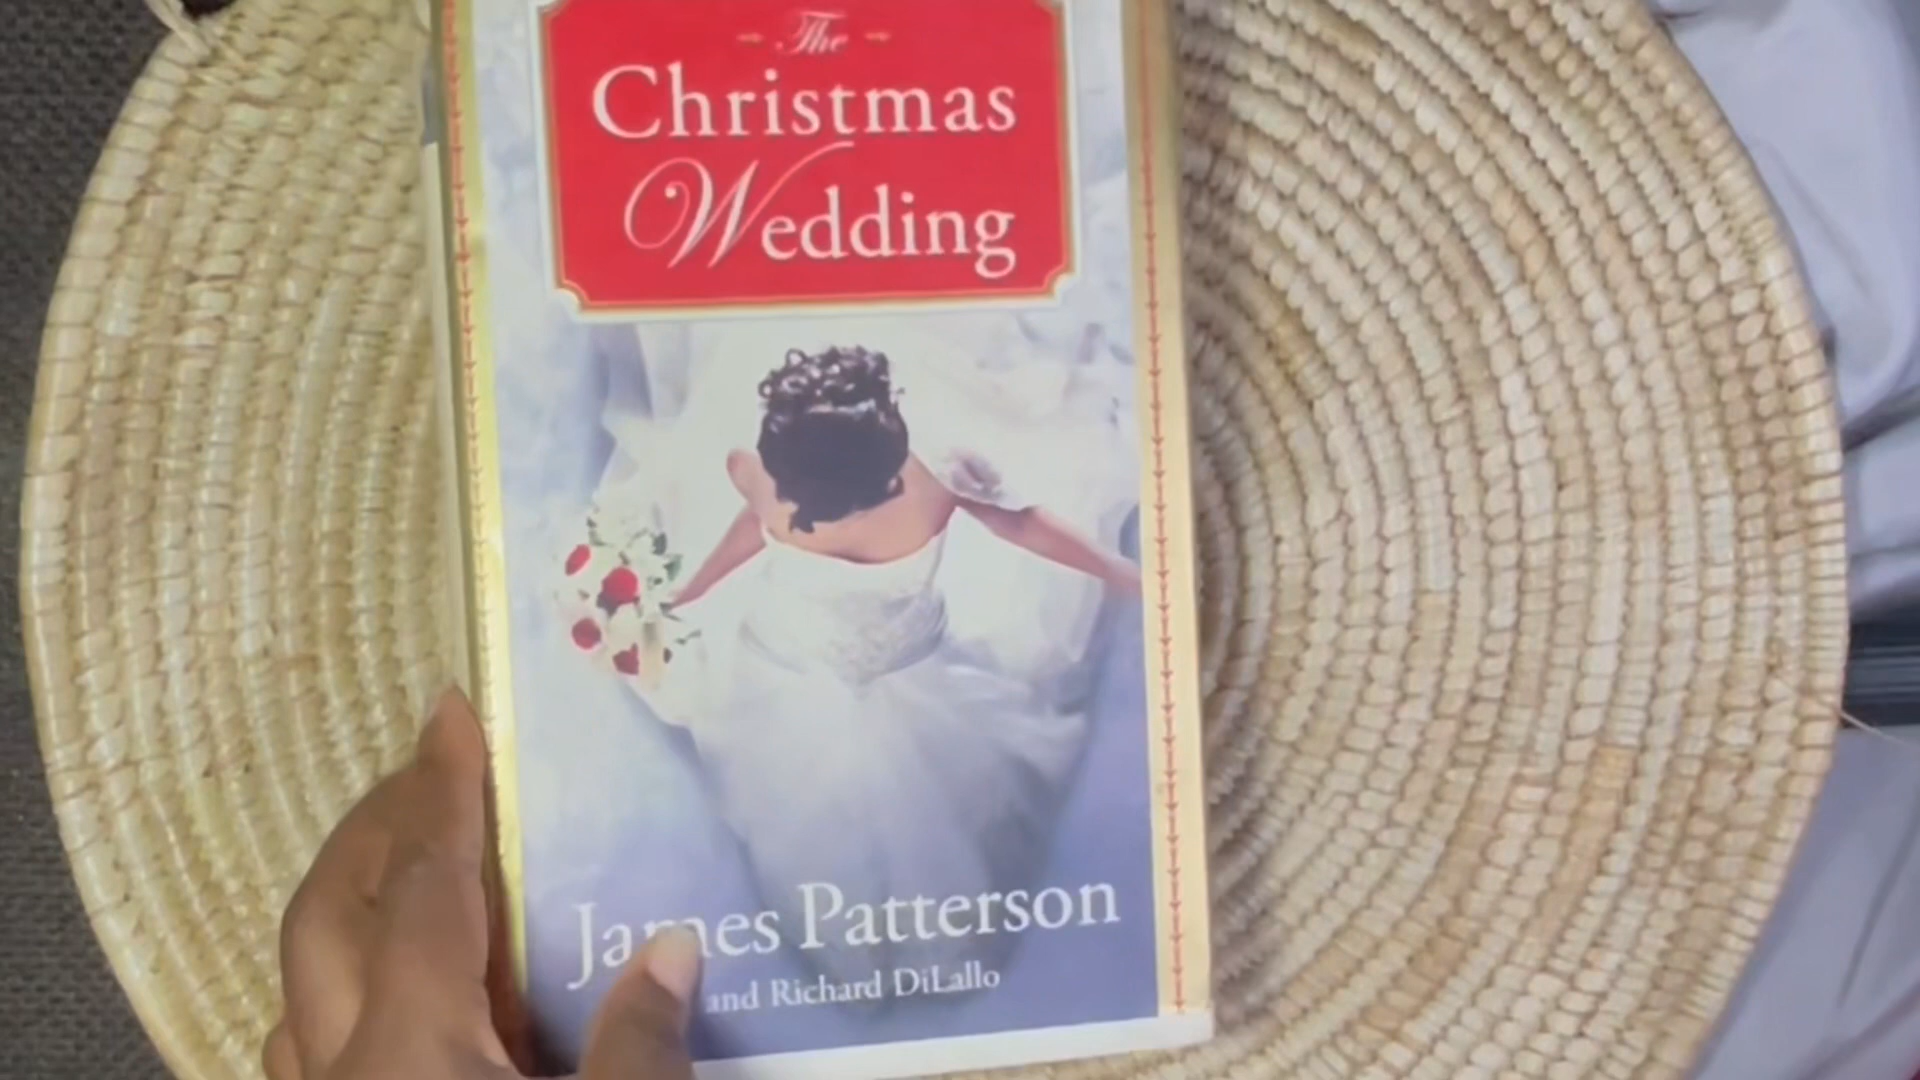 The
Christmas
Wedding
James Patterson
and Richard DiLallo